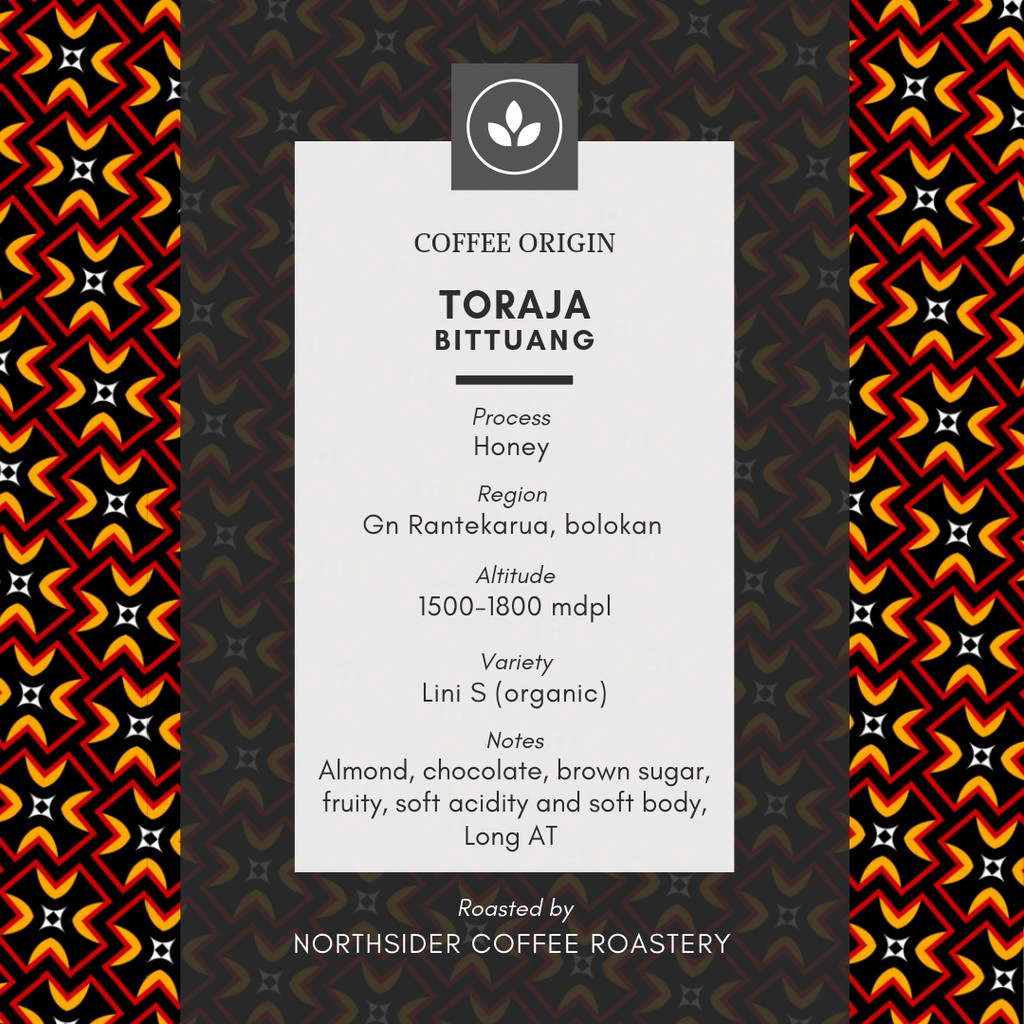 COFFEE ORIGIN
TORAJA
BITTUANG
Process
Honey
Region
Gn Rantekarua, bolokan
Altitude
1500-1800 mdpl
Variety
Lini S (organic)
Notes
Almond, chocolate, brown sugar,
fruity, soft acidity and soft body,
Long AT
Roasted by
NORTHSIDER COFFEE ROASTERY